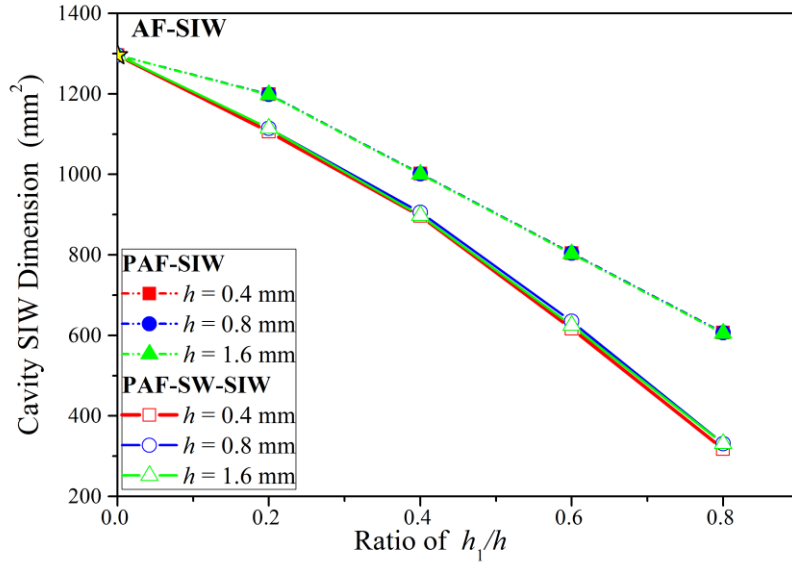 AF-SIW
1400
1200
1000
800
600
400
200
Cavity SIW Dimension (mm²)
PAF-SIW
h = 0.4 mm
h = 0.8 mm
h = 1.6 mm
PAF-SW-SIW
h = 0.4 mm
h = 0.8 mm
h = 1.6 mm
0.0 0.2 0.4 0.6 0.8
Ratio of h₁/h